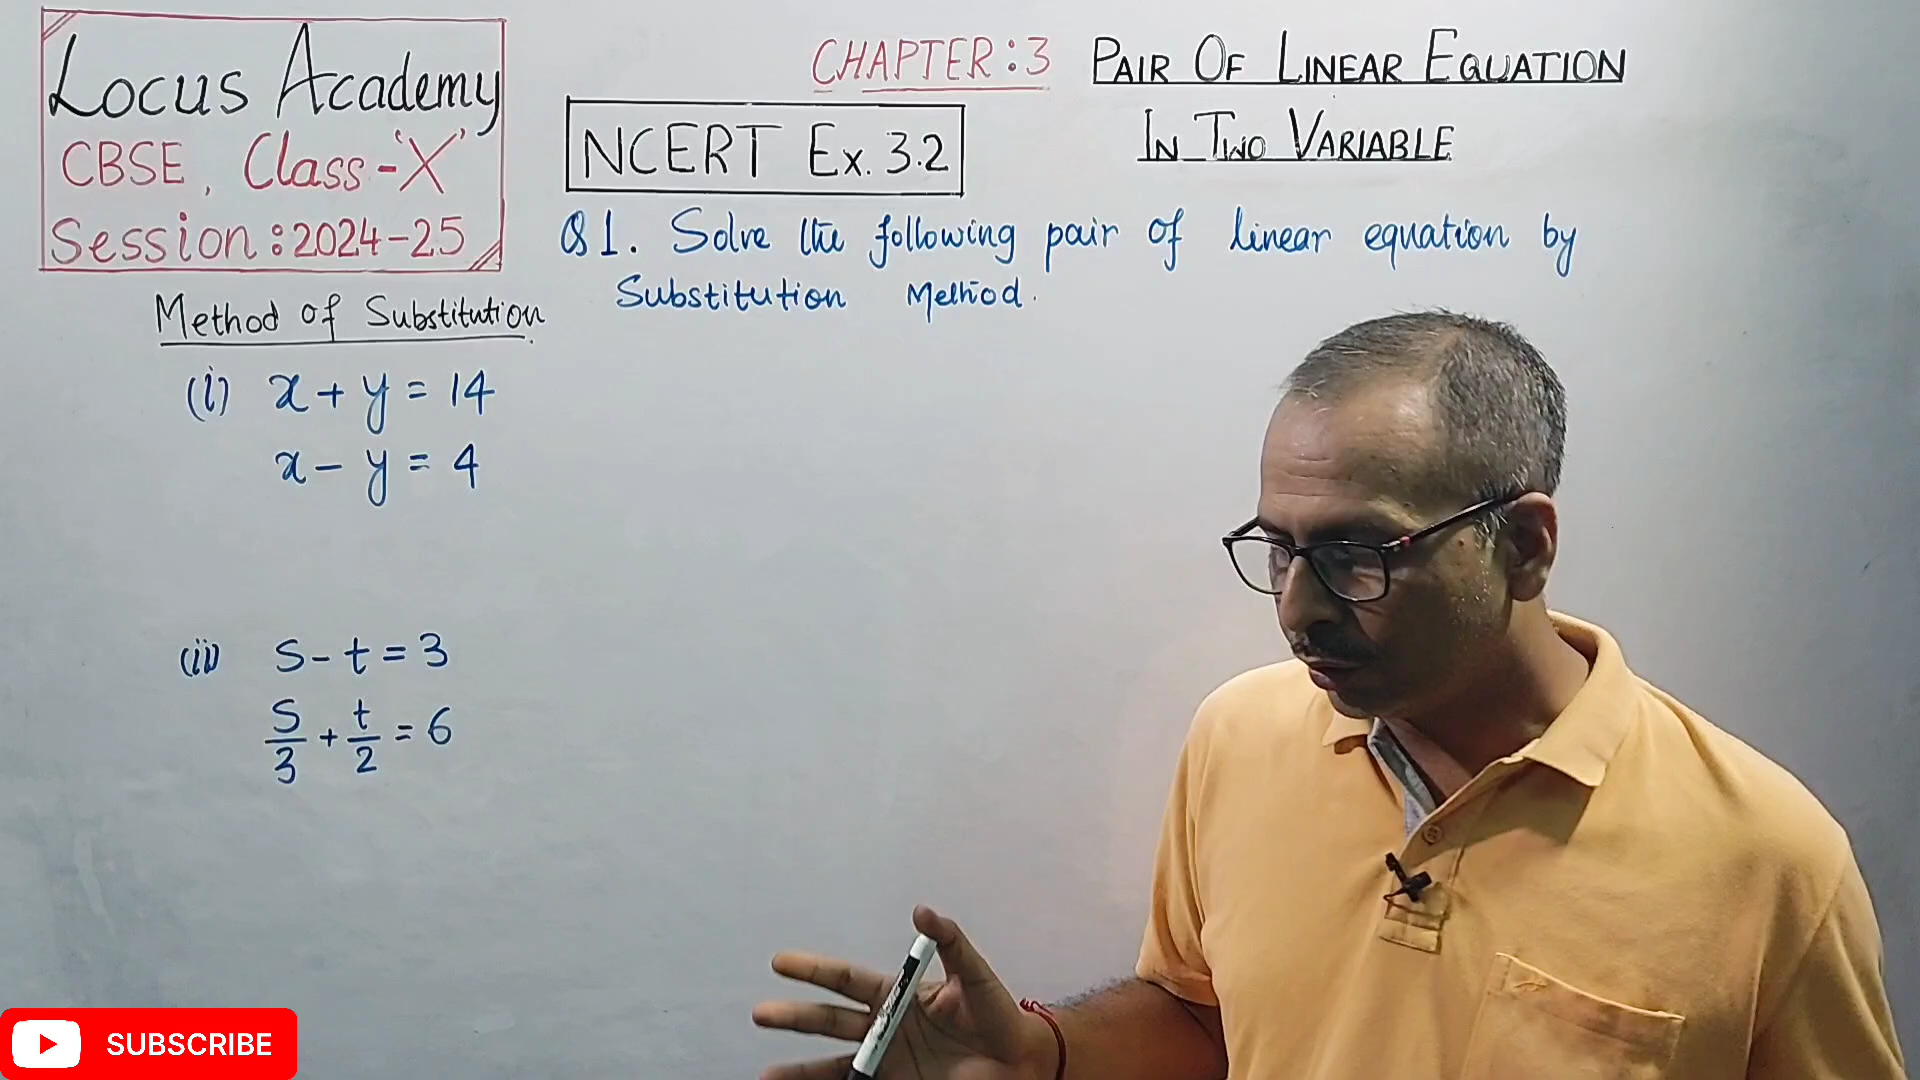 Locus Academy
CBSE, Class-'X'
Session:2024-25
CHAPTER:3 PAIR OF LINEAR EQUATION
IN TWO VARIABLE
NCERT Ex. 3.2
Q1. Solve the following pair of linear equation by
Substitution Method.
Method of Substitution
(i) x + y = 14
x - y = 4
(ii) s - t = 3
s/3 + t/2 = 6
SUBSCRIBE